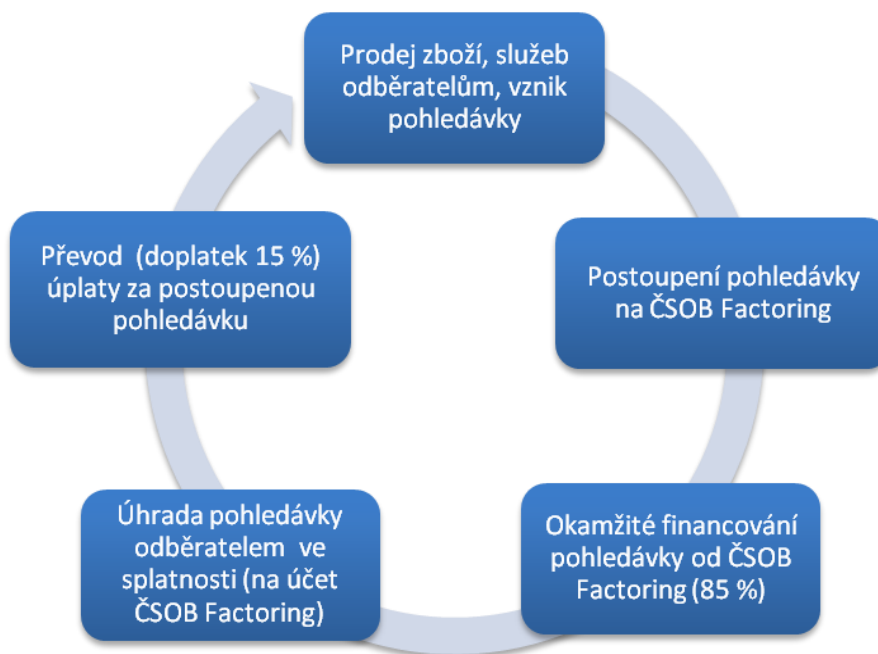 Prodej zboží, služeb
odběratelům, vznik
pohledávky
Postoupení pohledávky
na ČSOB Factoring
Okamžité financování
pohledávky od ČSOB
Factoring (85 %)
Úhrada pohledávky
odběratelem ve
splatnosti (na účet
ČSOB Factoring)
Převod (doplatek 15 %)
úplaty za postoupenou
pohledávku